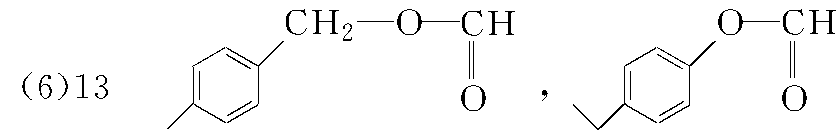 CH₂—O—CH O—CH
(6)13
O , O